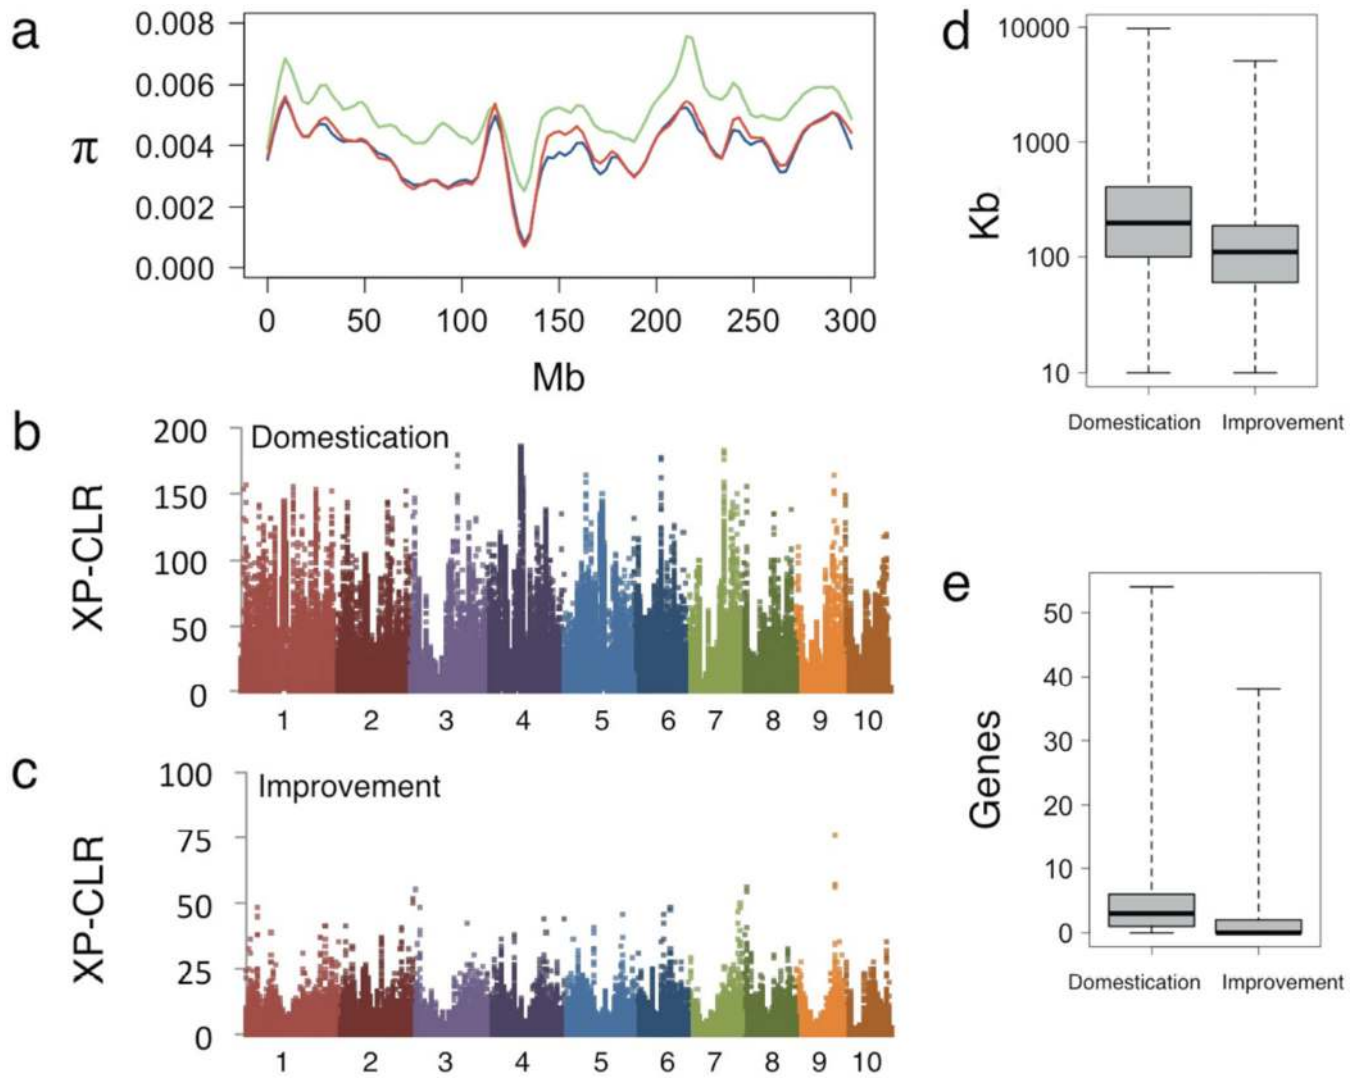 a
π
0.008
0.006
0.004
0.002
0.000
0 50 100 150 200 250 300
Mb
b
XP-CLR
Domestication
200
150
100
50
0
1 2 3 4 5 6 7 8 9 10
c
XP-CLR
Improvement
100
75
50
25
0
1 2 3 4 5 6 7 8 9 10
d
Kb
10000
1000
100
10
Domestication Improvement
e
Genes
50
40
30
20
10
0
Domestication Improvement